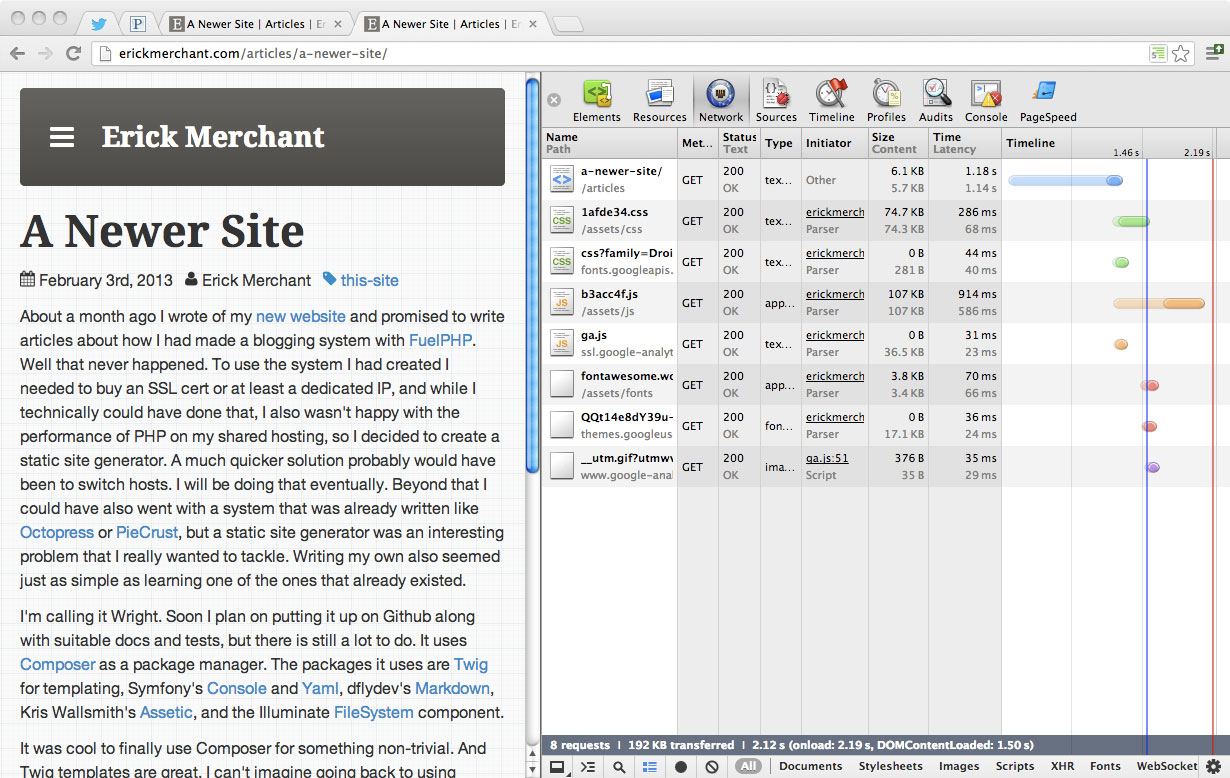 A Newer Site | Articles | Er
A Newer Site | Articles | Er
erickmerchant.com/articles/a-newer-site/
Erick Merchant
A Newer Site
February 3rd, 2013 Erick Merchant this-site
About a month ago I wrote of my new website and promised to write
articles about how I had made a blogging system with FuelPHP.
Well that never happened. To use the system I had created I
needed to buy an SSL cert or at least a dedicated IP, and while I
technically could have done that, I also wasn't happy with the
performance of PHP on my shared hosting, so I decided to create a
static site generator. A much quicker solution probably would have
been to switch hosts. I will be doing that eventually. Beyond that I
could have also went with a system that was already written like
Octopress or PieCrust, but a static site generator was an interesting
problem that I really wanted to tackle. Writing my own also seemed
just as simple as learning one of the ones that already existed.
I'm calling it Wright. Soon I plan on putting it up on Github along
with suitable docs and tests, but there is still a lot to do. It uses
Composer as a package manager. The packages it uses are Twig
for templating, Symfony's Console and Yaml, dflydev's Markdown,
Kris Wallsmith's Assetic, and the Illuminate FileSystem component.
It was cool to finally use Composer for something non-trivial. And
Twig templates are great. I can't imagine going back to using
Elements Resources Network Sources Timeline Profiles Audits Console PageSpeed
Name Met... Status Type Initiator Size Time Timeline
Path Text Content Latency 1.46 s 2.19 s
a-newer-site/ GET 200 tex... Other 6.1 KB 1.18 s
/articles OK 5.7 KB 1.14 s
1afde34.css GET 200 tex... erickmerch 74.7 KB 286 ms
/assets/css OK Parser 74.3 KB 68 ms
css?family=Droi GET 200 tex... erickmerch 0 B 44 ms
fonts.googleapis. OK Parser 281 B 40 ms
b3acc4f.js GET 200 app... erickmerch 107 KB 914 ms
/assets/js OK Parser 107 KB 586 ms
ga.js GET 200 tex... erickmerch 0 B 31 ms
ssl.google-analyt OK Parser 36.5 KB 23 ms
fontawesome.wo GET 200 app... erickmerch 3.8 KB 70 ms
/assets/fonts OK Parser 3.4 KB 66 ms
QQt14e8dY39u- GET 200 fon... erickmerch 0 B 36 ms
themes.googleus OK Parser 17.1 KB 24 ms
__utm.gif?utmwv GET 200 ima... ga.js:51 376 B 35 ms
www.google-anal OK Script 35 B 29 ms
8 requests | 192 KB transferred | 2.12 s (onload: 2.19 s, DOMContentLoaded: 1.50 s)
All Documents Stylesheets Images Scripts XHR Fonts WebSocket